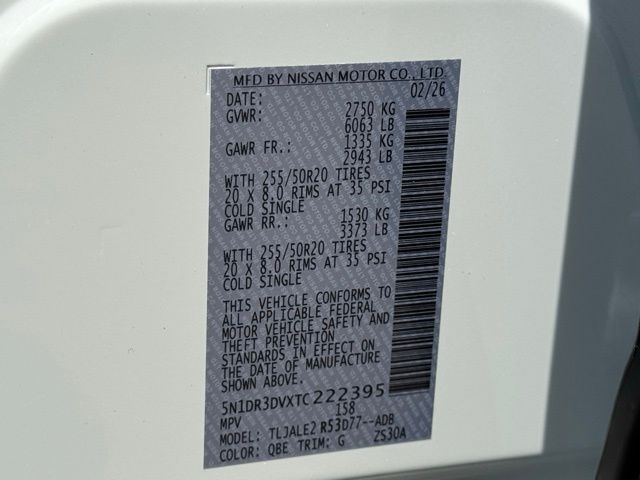 MFD BY NISSAN MOTOR CO., LTD.
DATE: 02/26
GVWR: 2750 KG
6063 LB
GAWR FR.: 1335 KG
2943 LB
WITH 255/50R20 TIRES
20 X 8.0 RIMS AT 35 PSI
COLD SINGLE
GAWR RR.: 1530 KG
3373 LB
WITH 255/50R20 TIRES
20 X 8.0 RIMS AT 35 PSI
COLD SINGLE
THIS VEHICLE CONFORMS TO
ALL APPLICABLE FEDERAL
MOTOR VEHICLE SAFETY AND
THEFT PREVENTION
STANDARDS IN EFFECT ON
THE DATE OF MANUFACTURE
SHOWN ABOVE.
5N1DR3DVXTC222395
MPV 158
MODEL: TLJALE2 R53D77--ADB
COLOR: QBE TRIM: G ZS30A